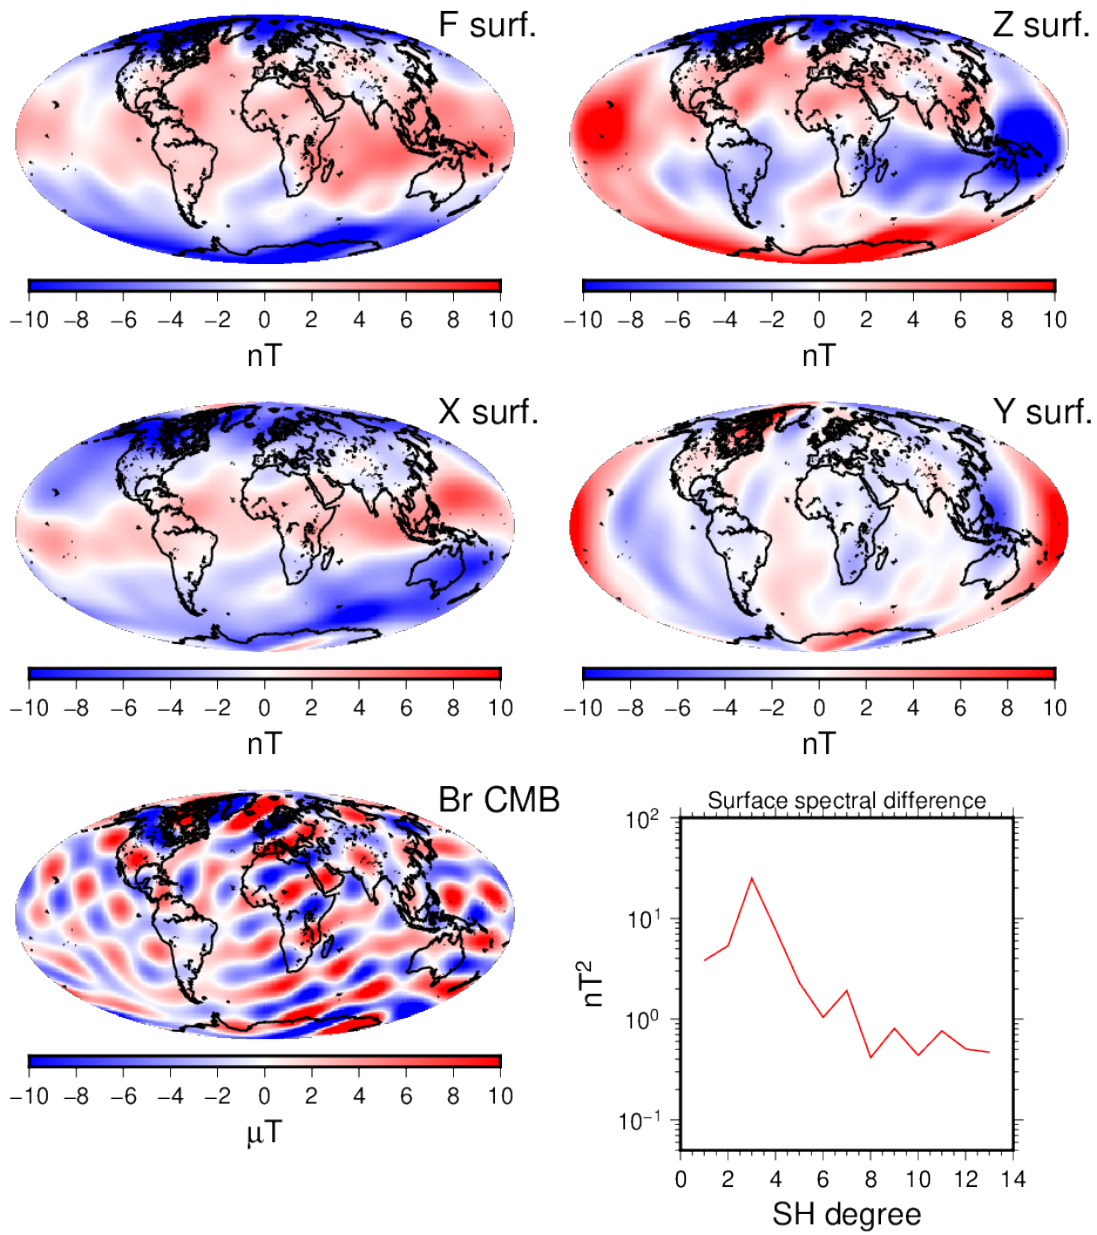 F surf.
−10 −8 −6 −4 −2 0 2 4 6 8 10
nT
Z surf.
−10 −8 −6 −4 −2 0 2 4 6 8 10
nT
X surf.
−10 −8 −6 −4 −2 0 2 4 6 8 10
nT
Y surf.
−10 −8 −6 −4 −2 0 2 4 6 8 10
nT
Br CMB
−10 −8 −6 −4 −2 0 2 4 6 8 10
μT
Surface spectral difference
10²
10¹
10⁰
10⁻¹
nT²
0 2 4 6 8 10 12 14
SH degree